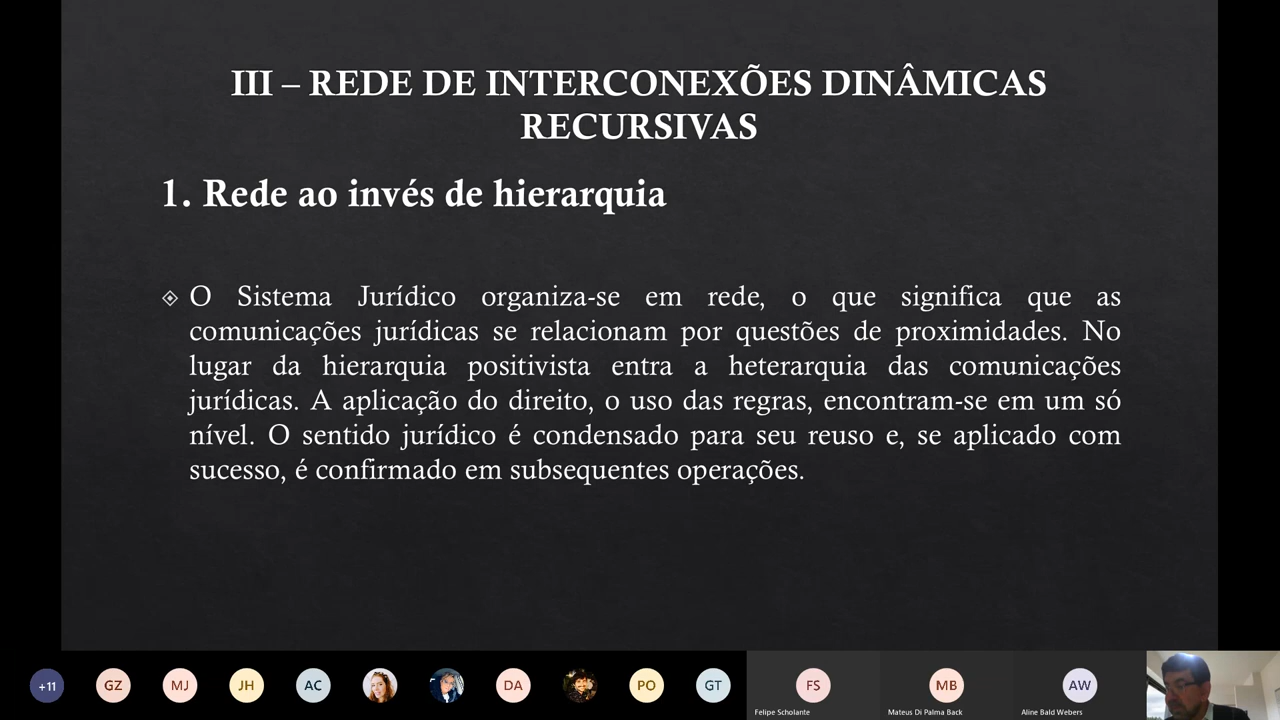 III – REDE DE INTERCONEXÕES DINÂMICAS
RECURSIVAS
1. Rede ao invés de hierarquia
O Sistema Jurídico organiza-se em rede, o que significa que as
comunicações jurídicas se relacionam por questões de proximidades. No
lugar da hierarquia positivista entra a heterarquia das comunicações
jurídicas. A aplicação do direito, o uso das regras, encontram-se em um só
nível. O sentido jurídico é condensado para seu reuso e, se aplicado com
sucesso, é confirmado em subsequentes operações.
+11 GZ MJ JH AC DA PO GT FS MB AW
Felipe Scholante Mateus Di Palma Back Aline Bald Webers